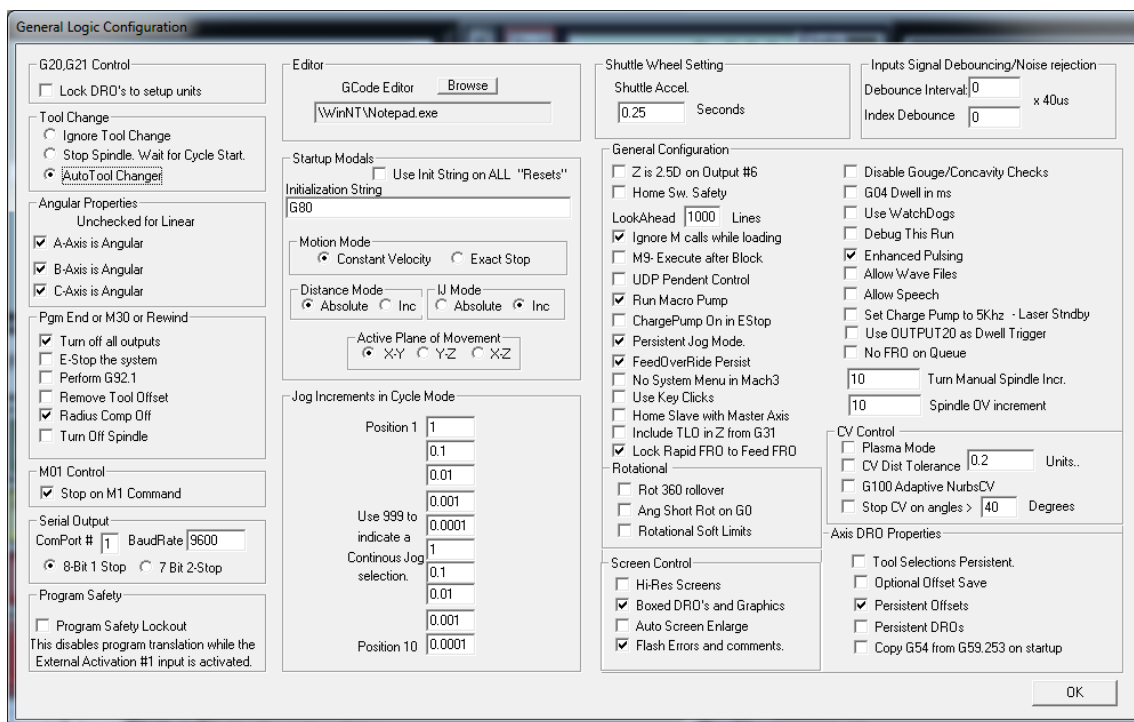 General Logic Configuration
G20,G21 Control
Lock DRO's to setup units
Tool Change
Ignore Tool Change
Stop Spindle. Wait for Cycle Start.
AutoTool Changer
Angular Properties
Unchecked for Linear
A-Axis is Angular
B-Axis is Angular
C-Axis is Angular
Pgm End or M30 or Rewind
Turn off all outputs
E-Stop the system
Perform G92.1
Remove Tool Offset
Radius Comp Off
Turn Off Spindle
M01 Control
Stop on M1 Command
Serial Output
ComPort # 1 BaudRate 9600
8-Bit 1 Stop 7 Bit 2-Stop
Program Safety
Program Safety Lockout
This disables program translation while the
External Activation #1 input is activated.
Editor
GCode Editor Browse
\WinNT\Notepad.exe
Startup Modals
Use Init String on ALL "Resets"
Initialization String
G80
Motion Mode
Constant Velocity Exact Stop
Distance Mode
Absolute Inc
IJ Mode
Absolute Inc
Active Plane of Movement
X-Y Y-Z X-Z
Jog Increments in Cycle Mode
Position 1 1
0.1
0.01
0.001
Use 999 to
indicate a
Continous Jog
selection.
0.0001
1
0.1
0.01
0.001
Position 10 0.0001
Shuttle Wheel Setting
Shuttle Accel.
0.25 Seconds
Inputs Signal Debouncing/Noise rejection
Debounce Interval: 0
x 40us
Index Debounce 0
General Configuration
Z is 2.5D on Output #6
Home Sw. Safety
LookAhead 1000 Lines
Ignore M calls while loading
M9- Execute after Block
UDP Pendent Control
Run Macro Pump
ChargePump On in EStop
Persistent Jog Mode.
FeedOverRide Persist
No System Menu in Mach3
Use Key Clicks
Home Slave with Master Axis
Include TLO in Z from G31
Lock Rapid FRO to Feed FRO
Disable Gouge/Concavity Checks
G04 Dwell in ms
Use WatchDogs
Debug This Run
Enhanced Pulsing
Allow Wave Files
Allow Speech
Set Charge Pump to 5Khz - Laser Stndby
Use OUTPUT20 as Dwell Trigger
No FRO on Queue
10 Turn Manual Spindle Incr.
10 Spindle OV increment
Rotational
Rot 360 rollover
Ang Short Rot on G0
Rotational Soft Limits
Screen Control
Hi-Res Screens
Boxed DRO's and Graphics
Auto Screen Enlarge
Flash Errors and comments.
CV Control
Plasma Mode
CV Dist Tolerance 0.2 Units..
G100 Adaptive NurbsCV
Stop CV on angles > 40 Degrees
Axis DRO Properties
Tool Selections Persistent.
Optional Offset Save
Persistent Offsets
Persistent DROs
Copy G54 from G59.253 on startup
OK